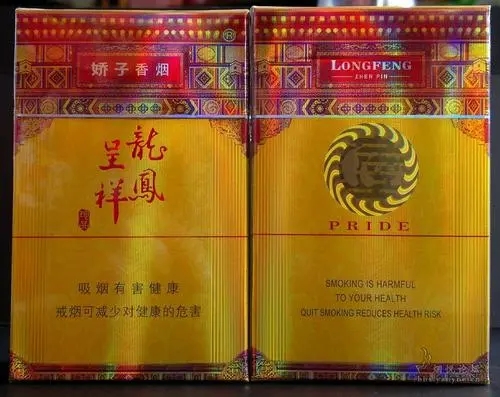 娇子香烟
®
龍鳳
呈祥
吸烟有害健康
戒烟可减少对健康的危害
LONGFENG
ZHEN PIN
PRIDE
SMOKING IS HARMFUL
TO YOUR HEALTH
QUIT SMOKING REDUCES HEALTH RISK